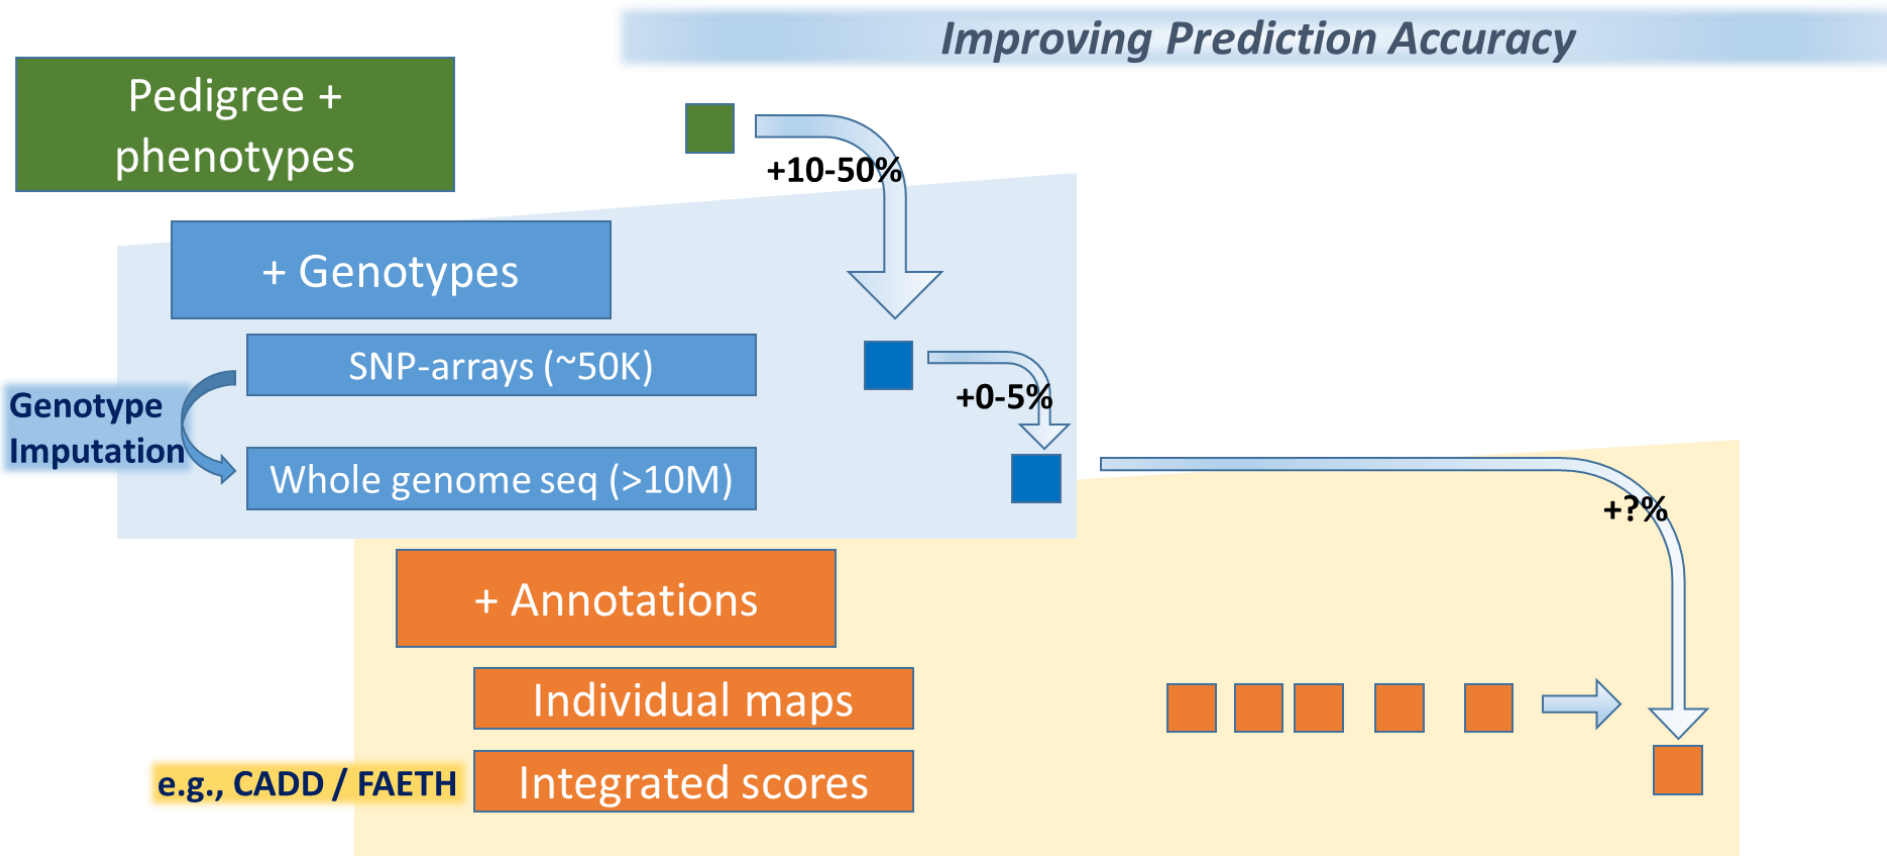 Improving Prediction Accuracy
Pedigree +
phenotypes
+10-50%
+ Genotypes
SNP-arrays (~50K)
+0-5%
Genotype
Imputation
Whole genome seq (>10M)
+?%
+ Annotations
Individual maps
e.g., CADD / FAETH
Integrated scores